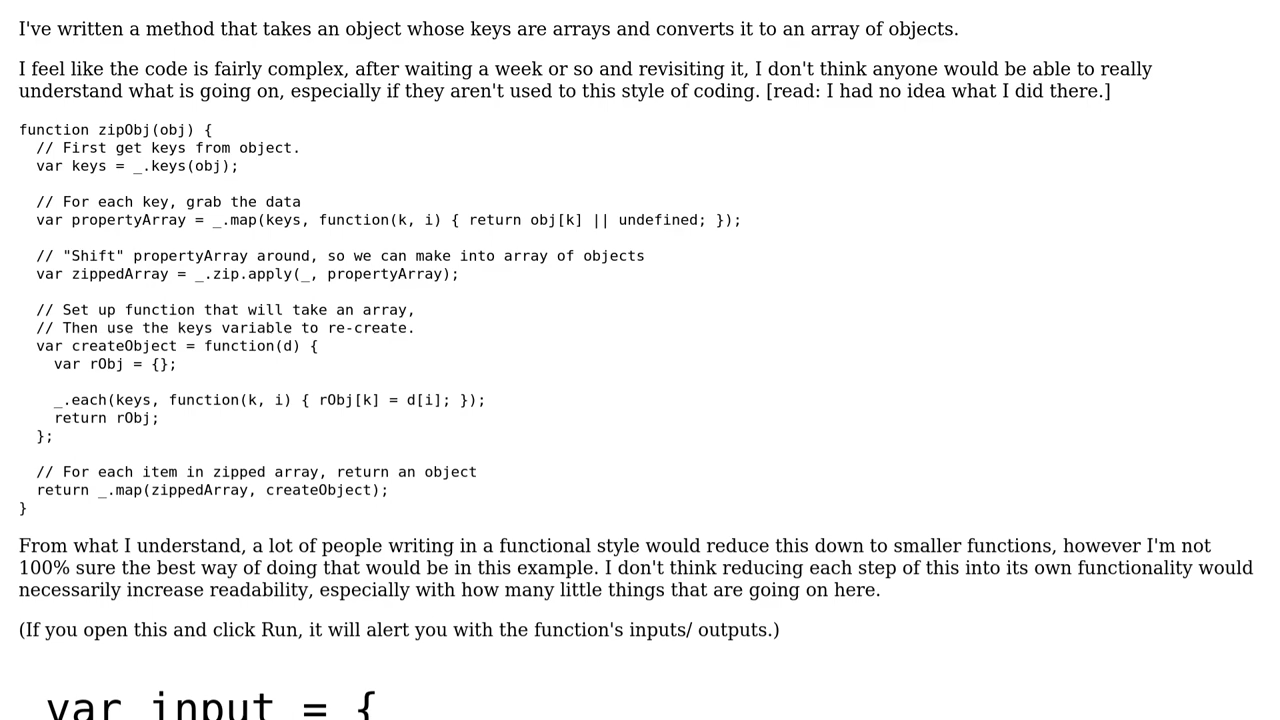 I've written a method that takes an object whose keys are arrays and converts it to an array of objects.
I feel like the code is fairly complex, after waiting a week or so and revisiting it, I don't think anyone would be able to really
understand what is going on, especially if they aren't used to this style of coding. [read: I had no idea what I did there.]
function zipObj(obj) {
  // First get keys from object.
  var keys = _.keys(obj);
  // For each key, grab the data
  var propertyArray = _.map(keys, function(k, i) { return obj[k] || undefined; });
  // "Shift" propertyArray around, so we can make into array of objects
  var zippedArray = _.zip.apply(_, propertyArray);
  // Set up function that will take an array,
  // Then use the keys variable to re-create.
  var createObject = function(d) {
    var rObj = {};
    _.each(keys, function(k, i) { rObj[k] = d[i]; });
    return rObj;
  };
  // For each item in zipped array, return an object
  return _.map(zippedArray, createObject);
}
From what I understand, a lot of people writing in a functional style would reduce this down to smaller functions, however I'm not
100% sure the best way of doing that would be in this example. I don't think reducing each step of this into its own functionality would
necessarily increase readability, especially with how many little things that are going on here.
(If you open this and click Run, it will alert you with the function's inputs/ outputs.)
var input = {